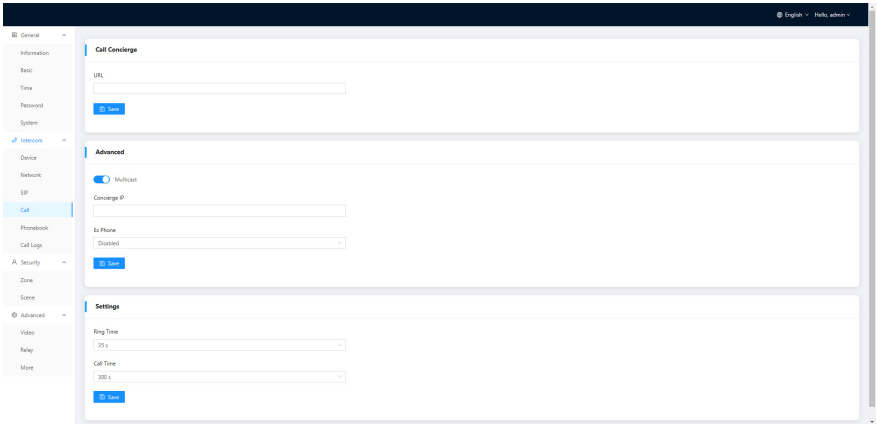 English Hello, admin
General
Information
Basic
Time
Password
System
Intercom
Device
Network
SIP
Call
Phonebook
Call Logs
Security
Zone
Scene
Advanced
Video
Relay
More
Call Concierge
URL
Save
Advanced
Multicast
Concierge IP
Ex Phone
Disabled
Save
Settings
Ring Time
35 s
Call Time
300 s
Save